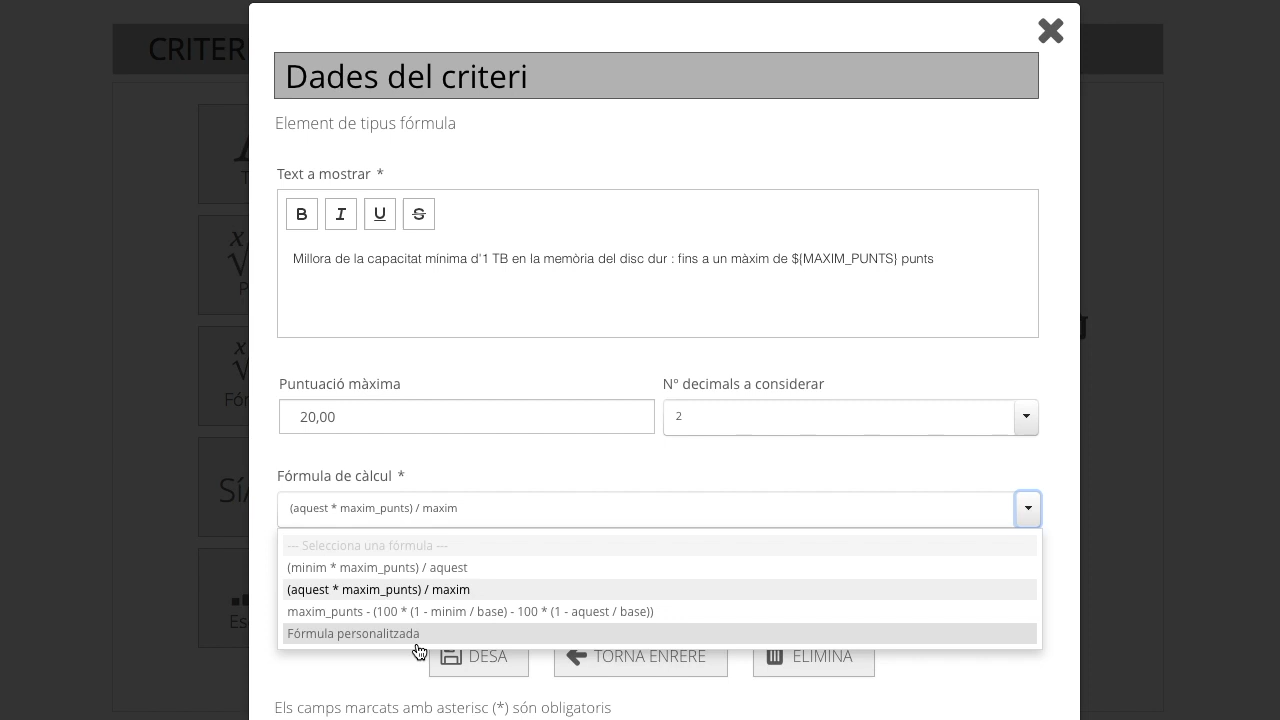 CRITER
Dades del criteri
Element de tipus fórmula
Text a mostrar *
B I U S
Millora de la capacitat mínima d'1 TB en la memòria del disc dur : fins a un màxim de ${MAXIM_PUNTS} punts
Puntuació màxima
Nº decimals a considerar
20,00
2
Fórmula de càlcul *
(aquest * maxim_punts) / maxim
--- Selecciona una fórmula ---
(minim * maxim_punts) / aquest
(aquest * maxim_punts) / maxim
maxim_punts - (100 * (1 - minim / base) - 100 * (1 - aquest / base))
Fórmula personalitzada
DESA
TORNA ENRERE
ELIMINA
Els camps marcats amb asterisc (*) són obligatoris